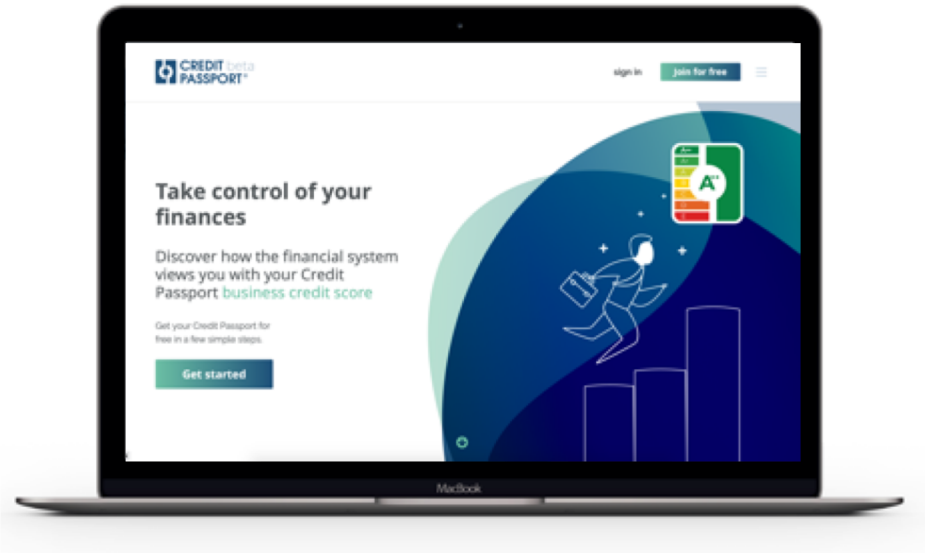 CREDIT beta
PASSPORT®
sign in
Join for free
Take control of your
finances
Discover how the financial system
views you with your Credit
Passport business credit score
Get your Credit Passport for
free in a few simple steps.
Get started
A++
MacBook